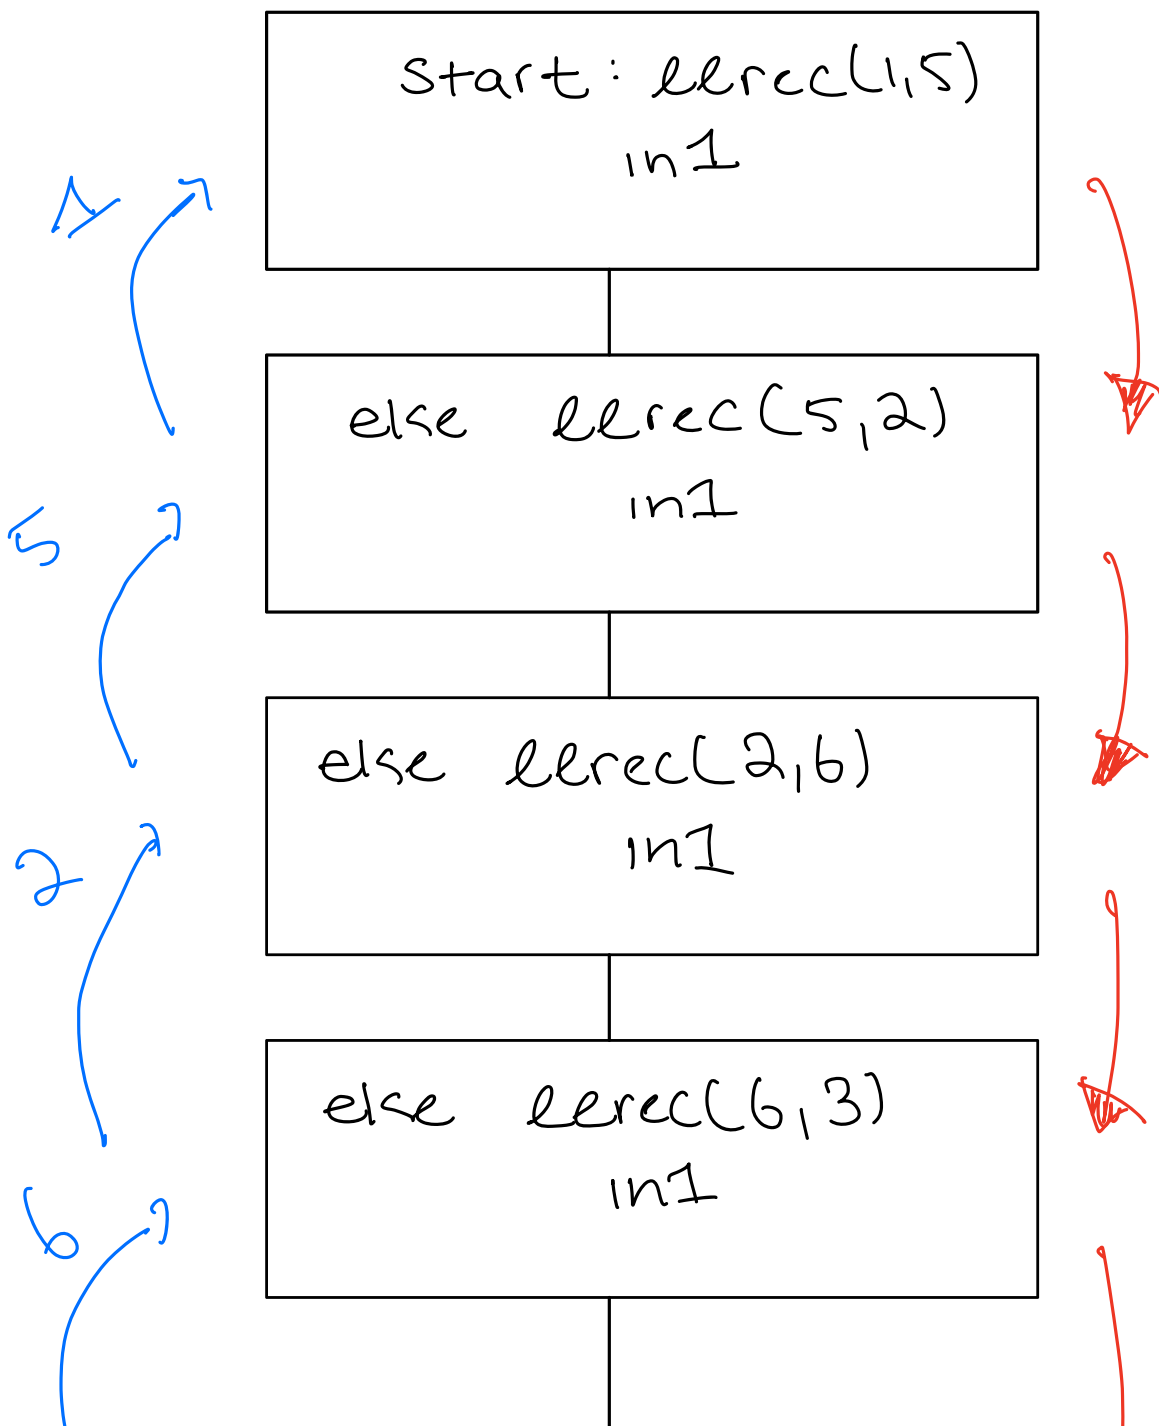 Start: llrec(1,5)
in1
1
else llrec(5,2)
in1
5
else llrec(2,6)
in1
2
else llrec(6,3)
in1
6